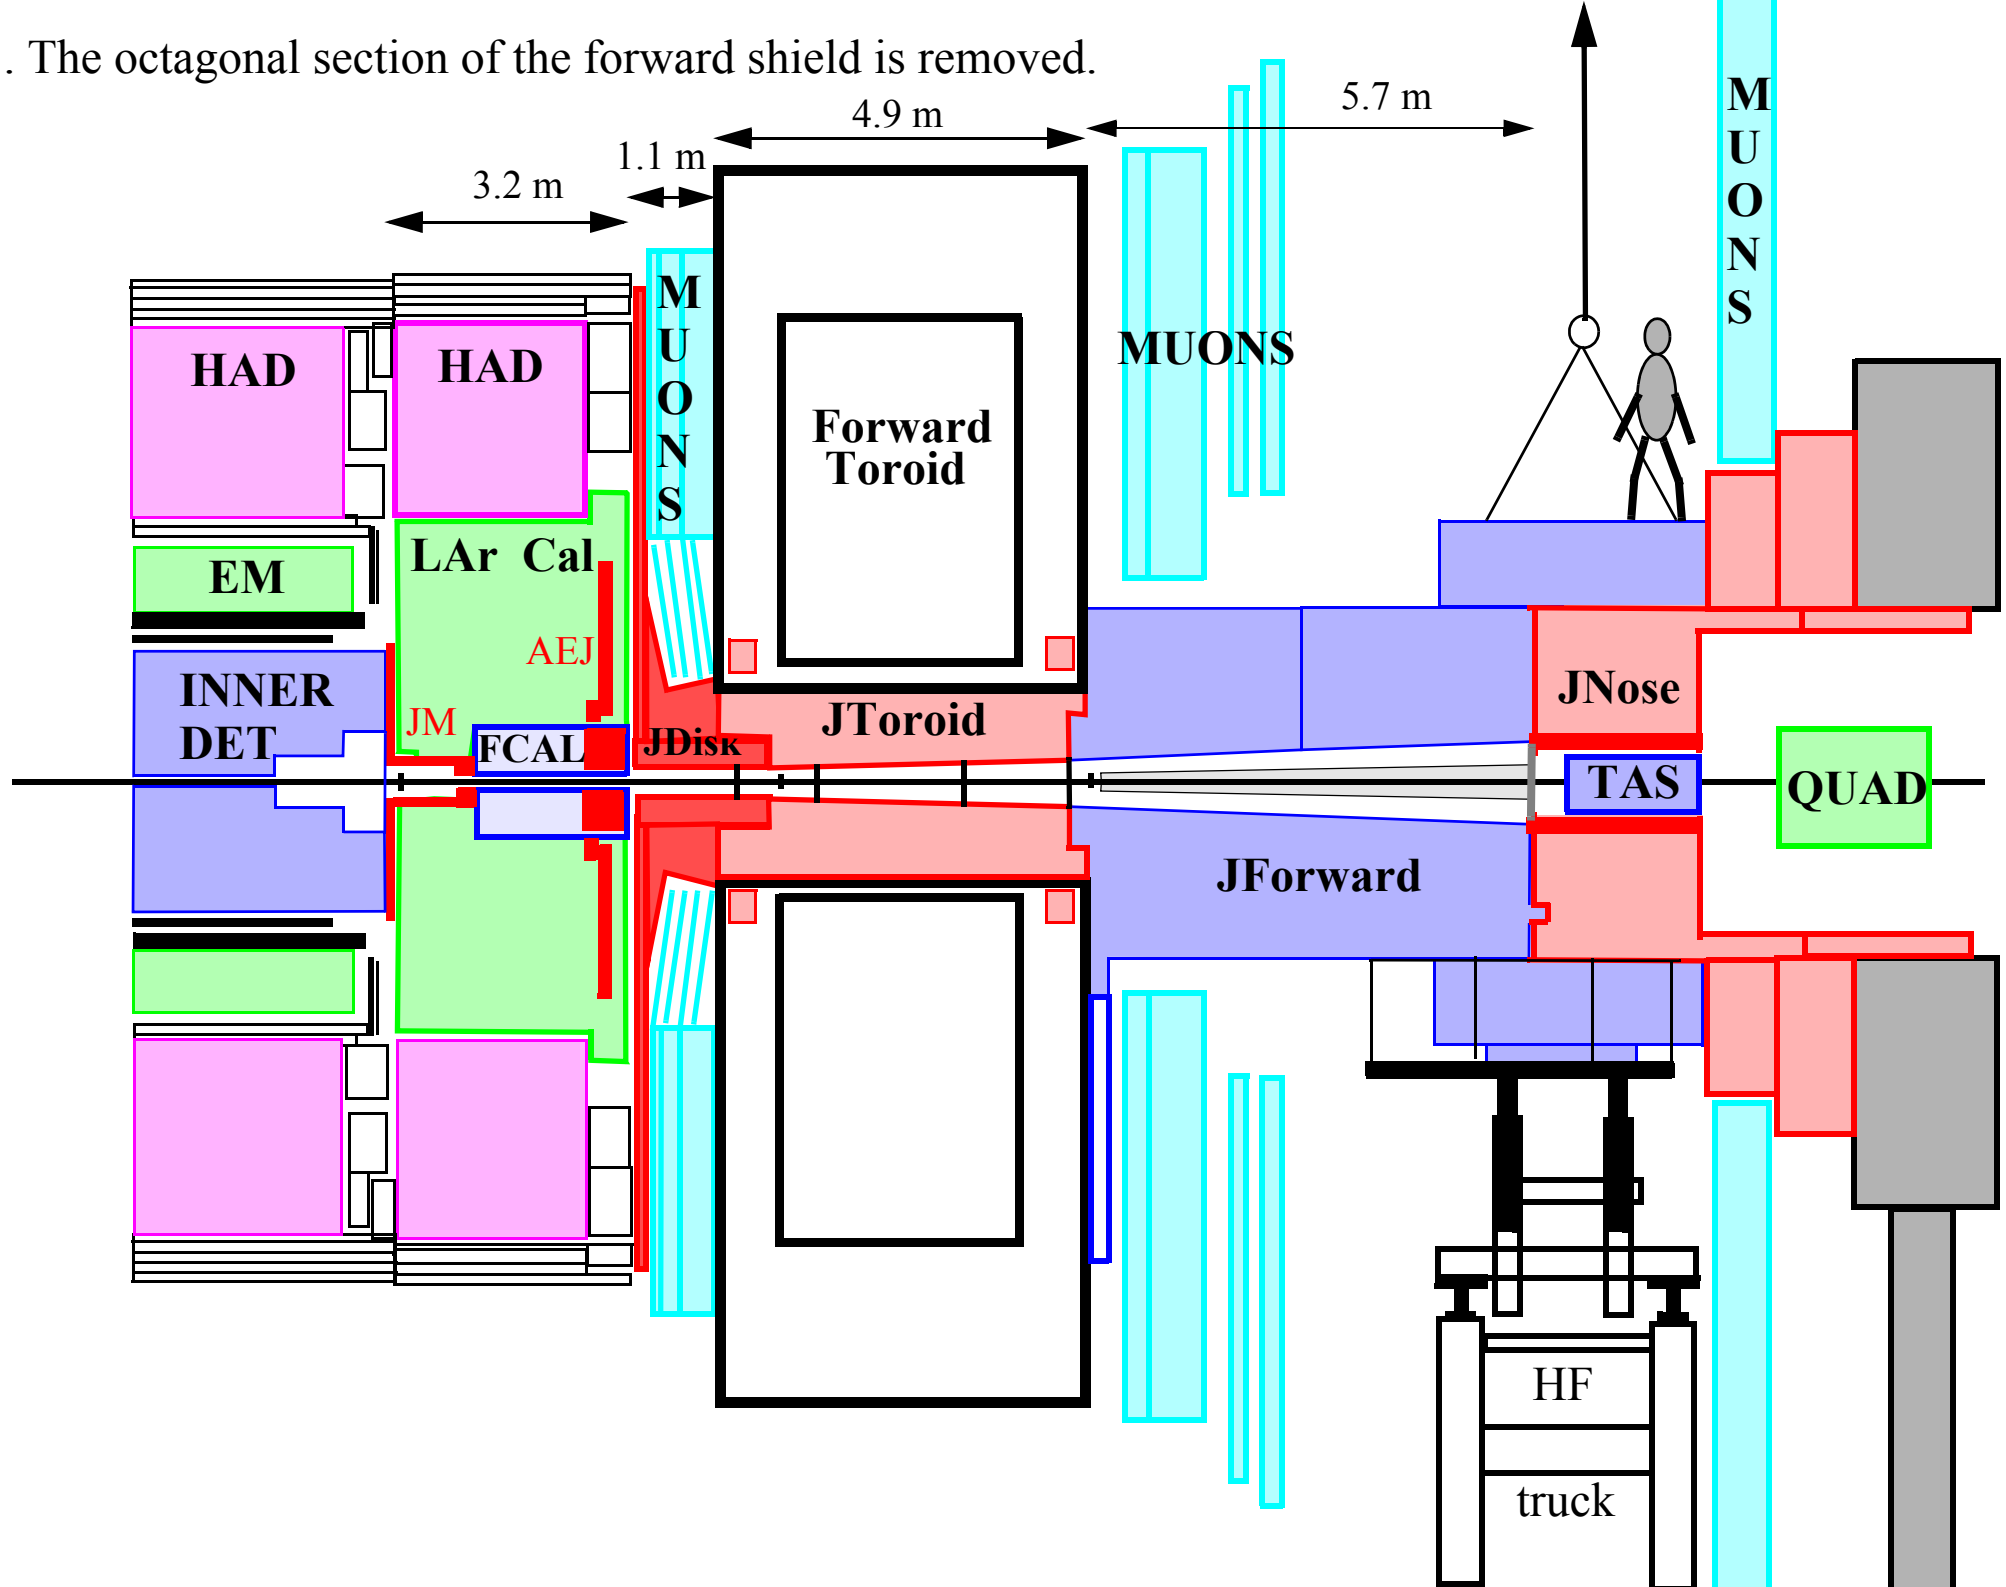 . The octagonal section of the forward shield is removed.
4.9 m
5.7 m
1.1 m
3.2 m
MUONS
MUONS
MUONS
HAD
HAD
Forward
Toroid
LAr Cal
EM
AEJ
INNER
DET
JM
FCAL
JDisk
JToroid
JNose
TAS
QUAD
JForward
HF
truck